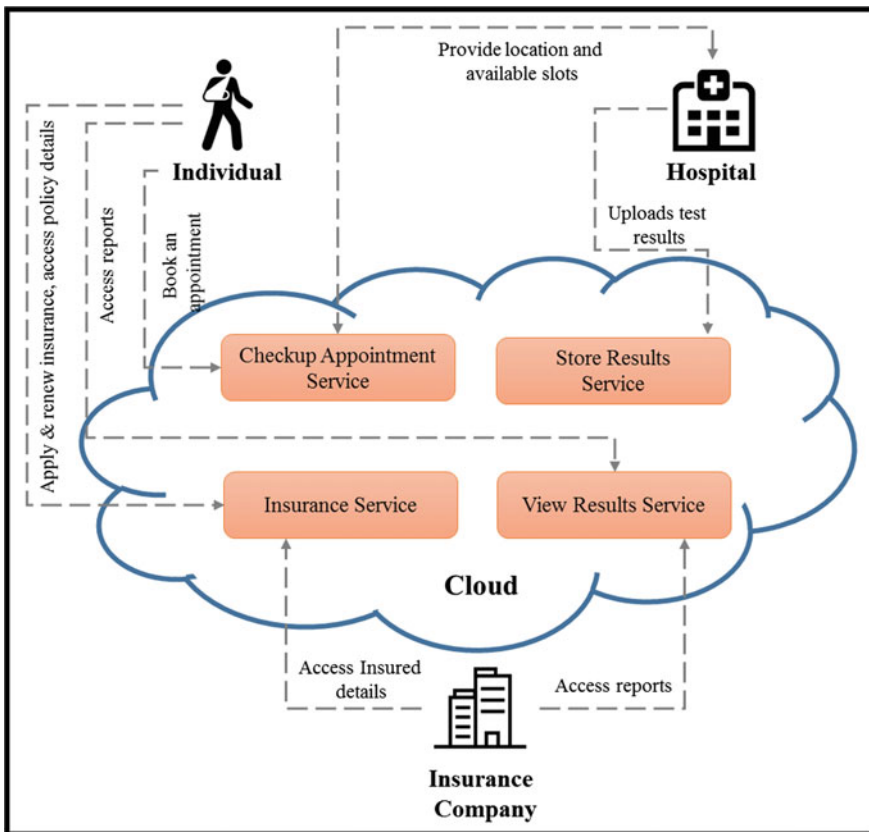 Provide location and
available slots
Individual
Hospital
Apply & renew insurance, access policy details
Access reports
Book an
appointment
Uploads test
results
Checkup Appointment
Service
Store Results
Service
Insurance Service
View Results Service
Cloud
Access Insured
details
Access reports
Insurance
Company